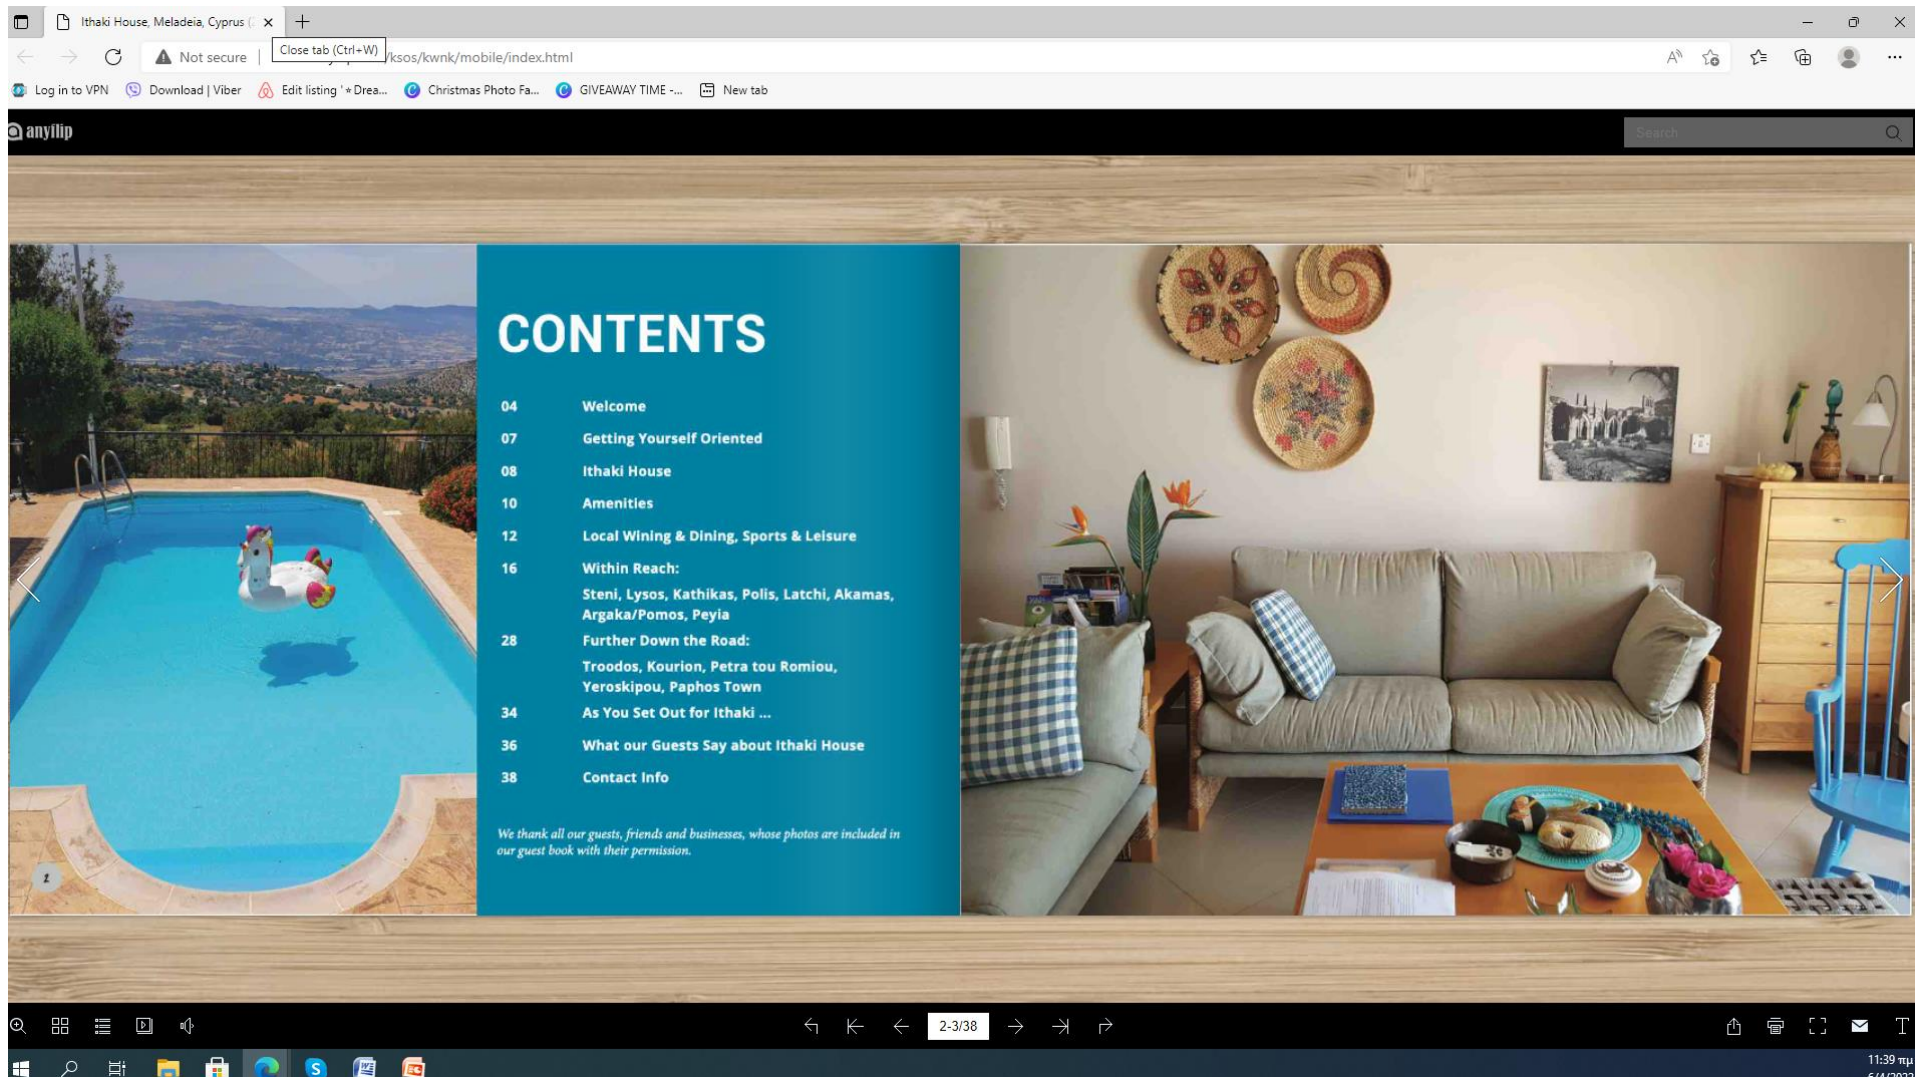 Ithaki House, Meladeia, Cyprus (
Close tab (Ctrl+W)
Not secure
/ksos/kwnk/mobile/index.html
Log in to VPN
Download | Viber
Edit listing '⭑Drea...
Christmas Photo Fa...
GIVEAWAY TIME -...
New tab
anyflip
Search
CONTENTS
04 Welcome
07 Getting Yourself Oriented
08 Ithaki House
10 Amenities
12 Local Wining & Dining, Sports & Leisure
16 Within Reach:
Steni, Lysos, Kathikas, Polis, Latchi, Akamas,
Argaka/Pomos, Peyia
28 Further Down the Road:
Troodos, Kourion, Petra tou Romiou,
Yeroskipou, Paphos Town
34 As You Set Out for Ithaki ...
36 What our Guests Say about Ithaki House
38 Contact Info
We thank all our guests, friends and businesses, whose photos are included in
our guest book with their permission.
2
2-3/38
11:39 πμ
6/4/2022